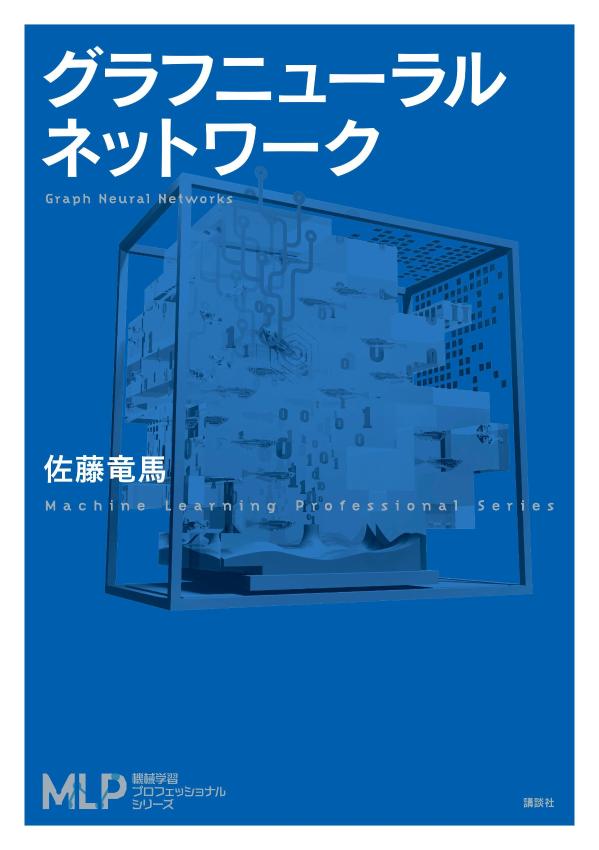 グラフニューラル
ネットワーク
Graph Neural Networks
佐藤竜馬
Machine Learning Professional Series
MLP
機械学習
プロフェッショナル
シリーズ
講談社